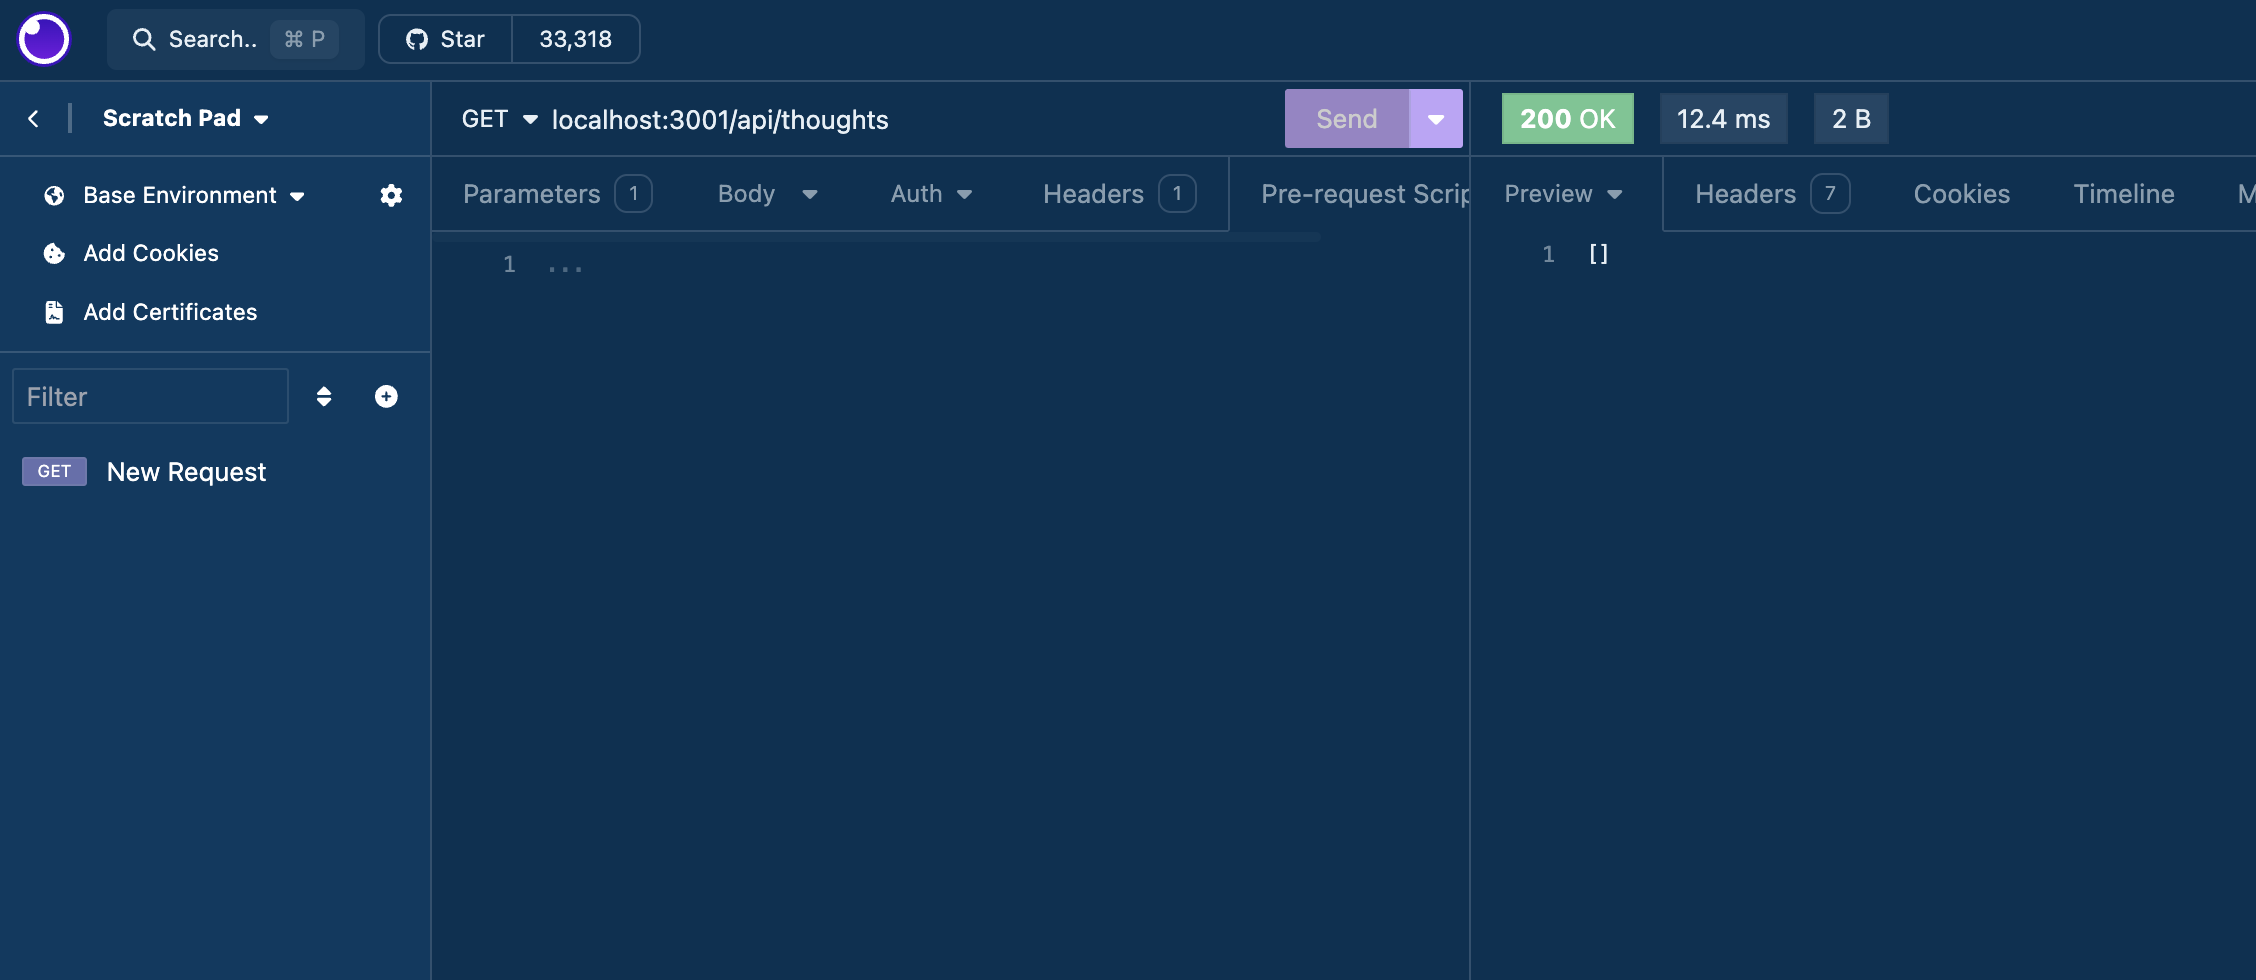 Search.. ⌘ P Star 33,318
Scratch Pad
GET localhost:3001/api/thoughts Send 200 OK 12.4 ms 2 B
Base Environment
Parameters 1 Body Auth Headers 1 Pre-request Scrip
Preview Headers 7 Cookies Timeline M
Add Cookies
Add Certificates
1 ...
1 []
Filter
GET New Request